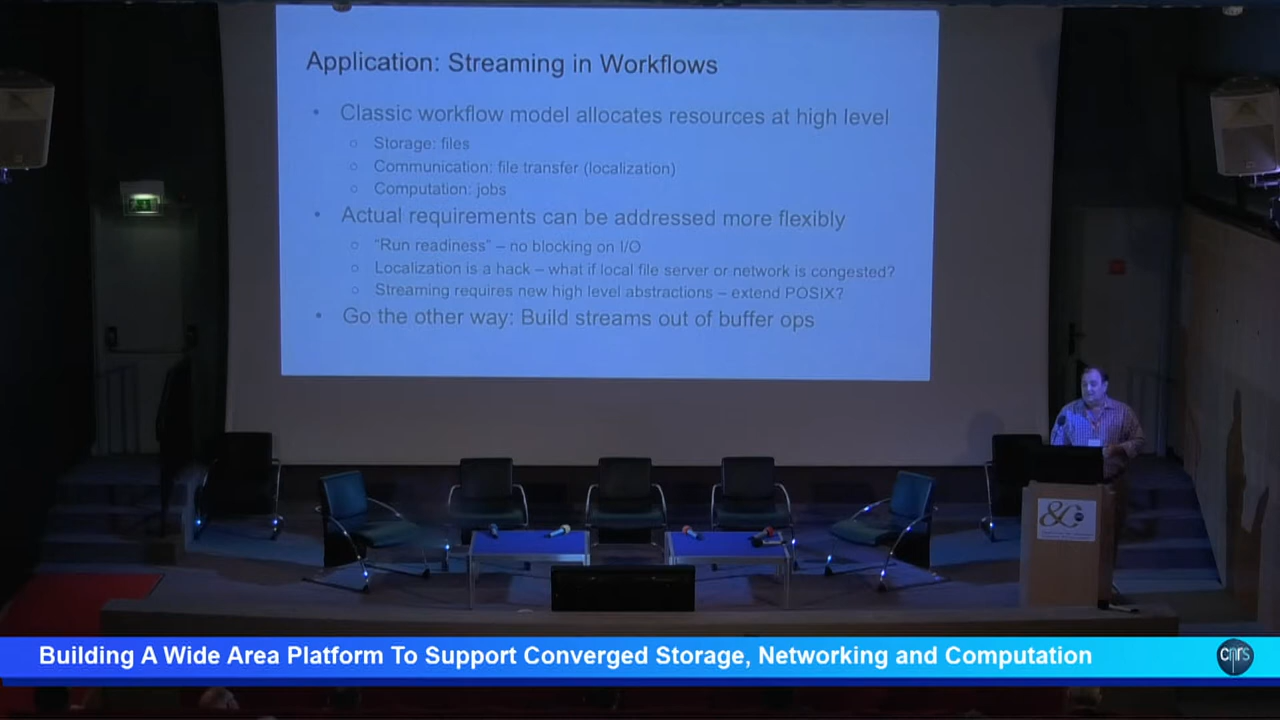 Application: Streaming in Workflows
• Classic workflow model allocates resources at high level
○ Storage: files
○ Communication: file transfer (localization)
○ Computation: jobs
• Actual requirements can be addressed more flexibly
○ "Run readiness" – no blocking on I/O
○ Localization is a hack – what if local file server or network is congested?
○ Streaming requires new high level abstractions – extend POSIX?
• Go the other way: Build streams out of buffer ops
Building A Wide Area Platform To Support Converged Storage, Networking and Computation
cnrs